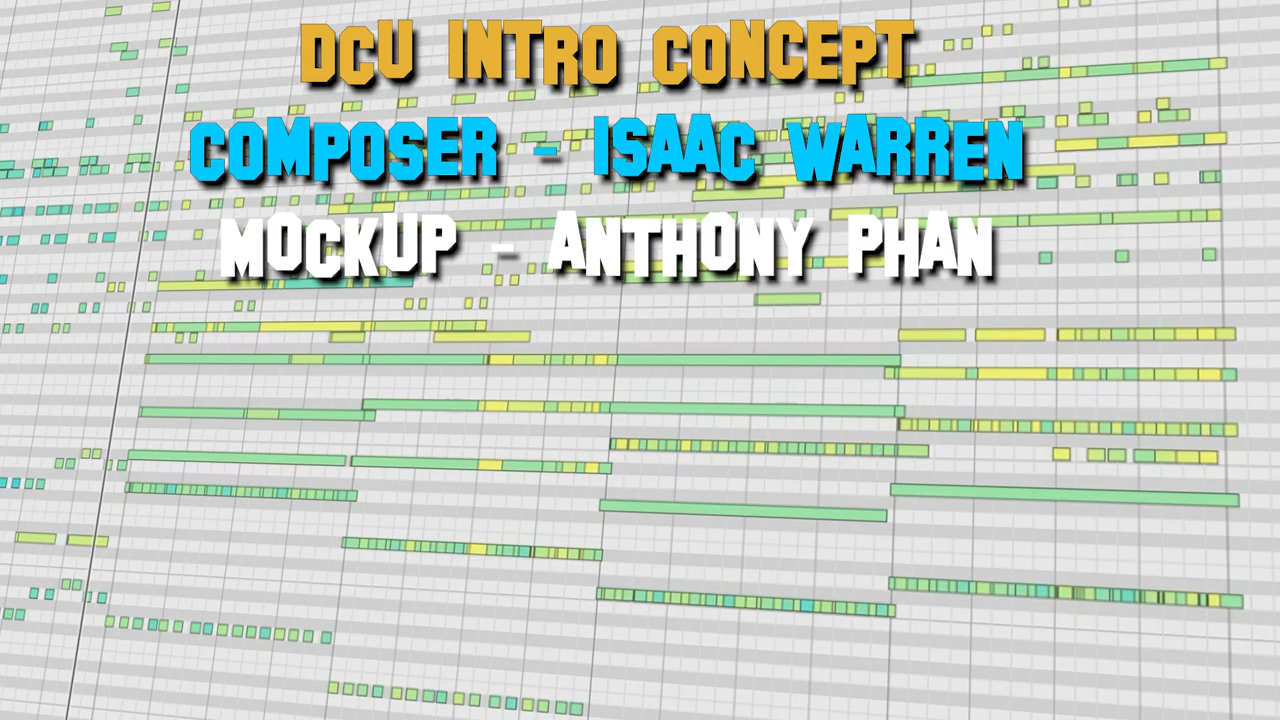 DCU INTRO CONCEPT
COMPOSER - ISAAC WARREN
MOCKUP - ANTHONY PHAN